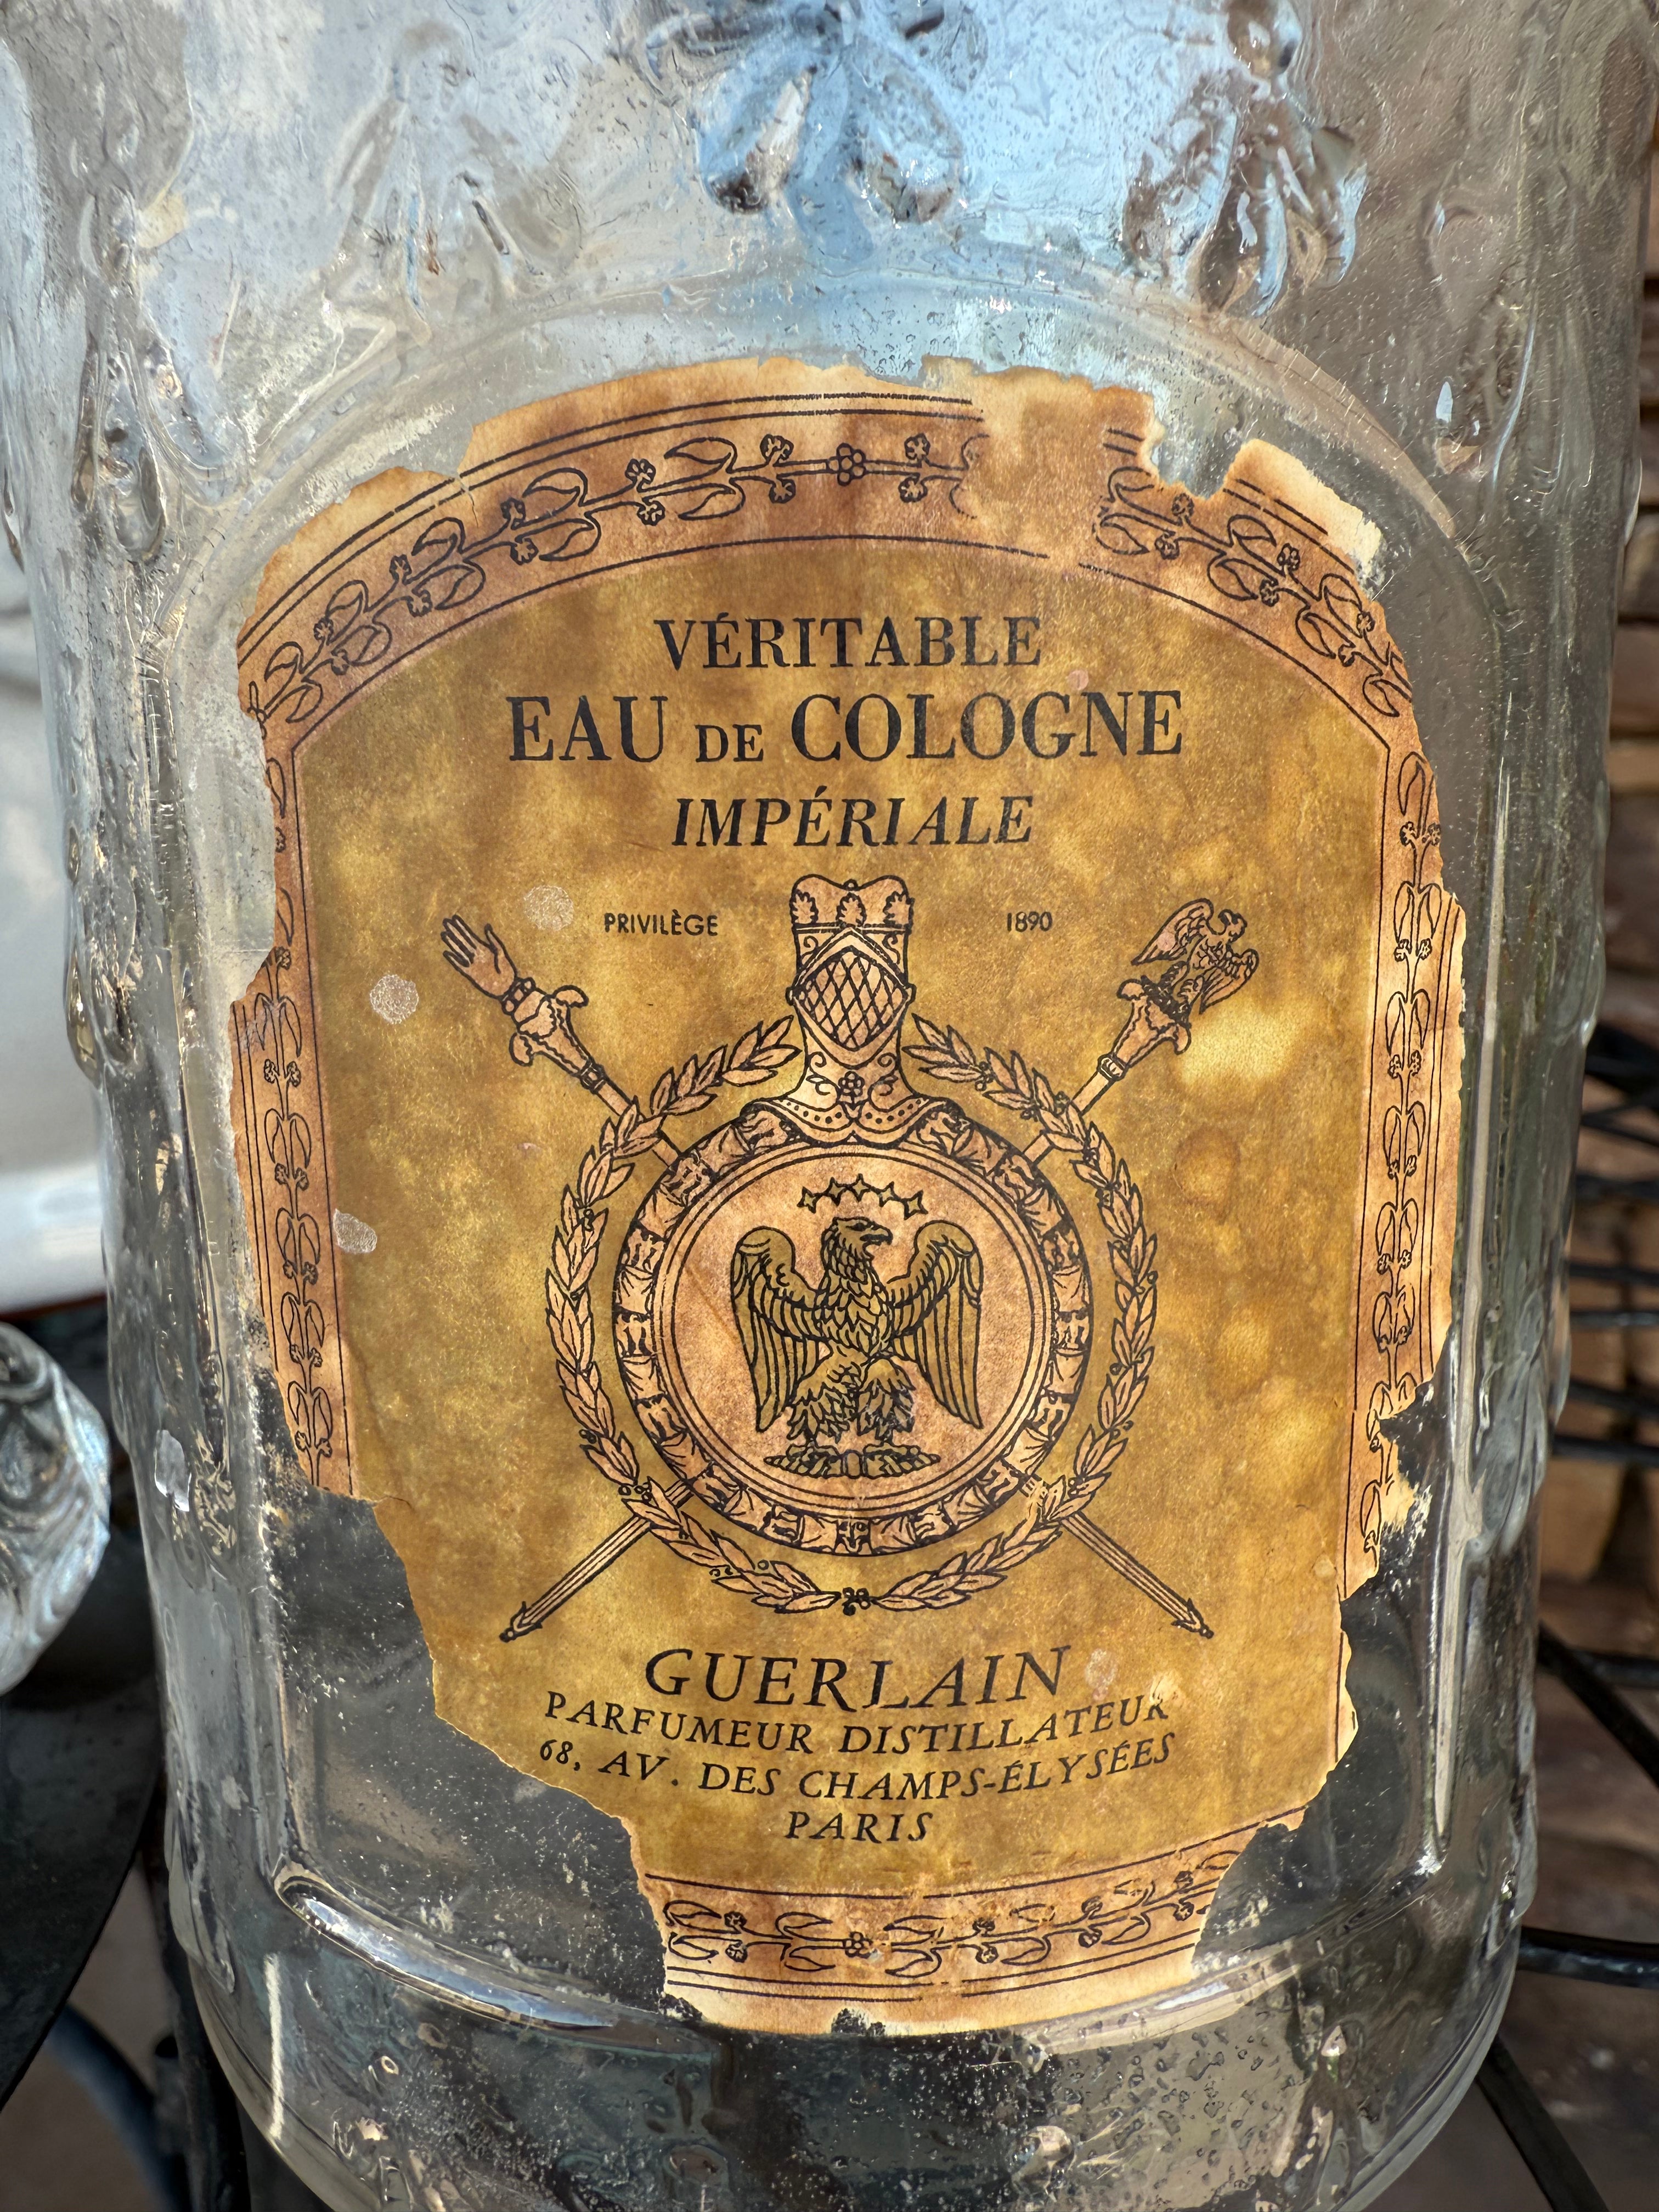 VÉRITABLE
EAU DE COLOGNE
IMPÉRIALE
PRIVILÈGE 1890
GUERLAIN
PARFUMEUR DISTILLATEUR
68, AV. DES CHAMPS-ÉLYSÉES
PARIS